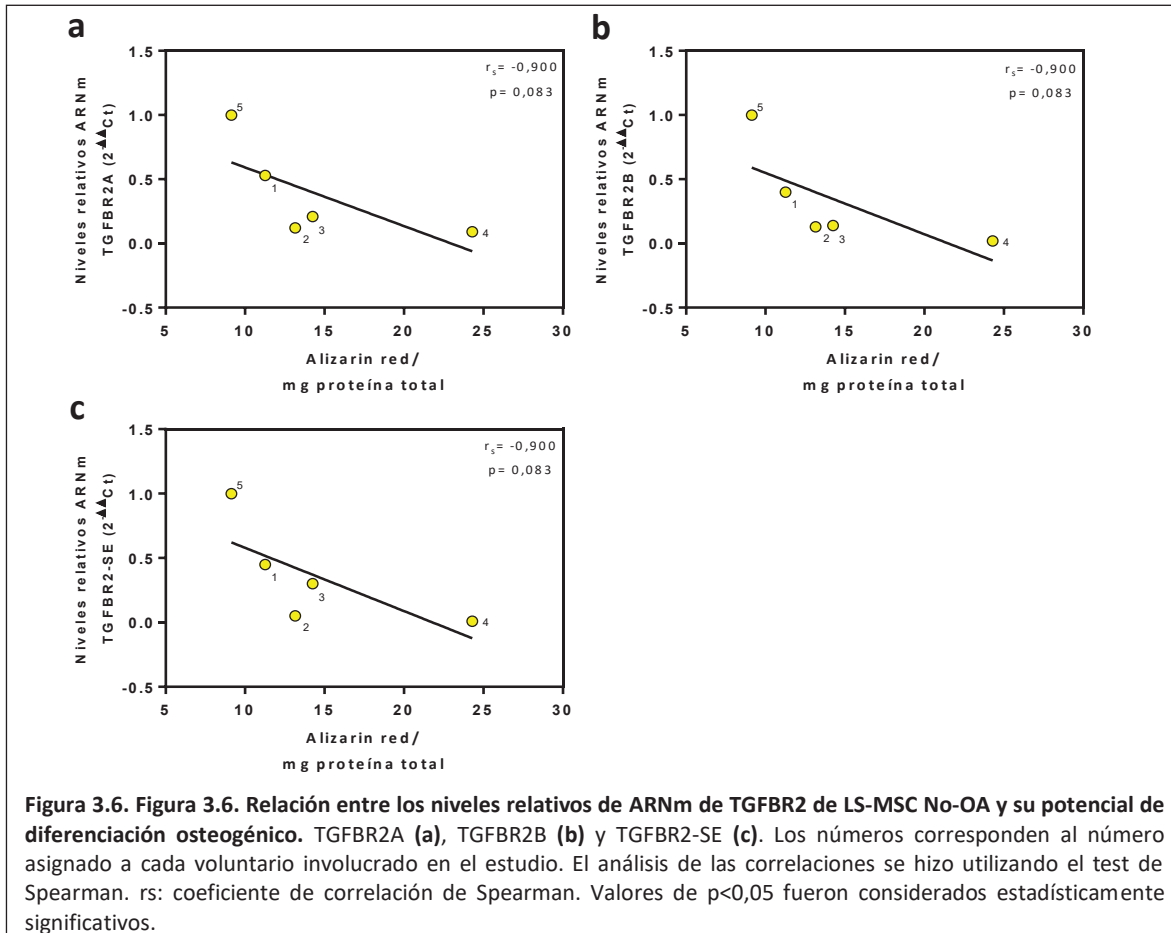 a
Niveles relativos ARNm
TGFBR2A (2-▲▲Ct)
1.5
1.0
0.5
0.0
-0.5
rs= -0,900
p= 0,083
5
1
2
3
4
5 10 15 20 25 30
Alizarin red/
mg proteína total
b
Niveles relativos ARNm
TGFBR2B (2-▲▲Ct)
1.5
1.0
0.5
0.0
-0.5
rs= -0,900
p= 0,083
5
1
2
3
4
5 10 15 20 25 30
Alizarin red/
mg proteína total
c
Niveles relativos ARNm
TGFBR2-SE (2-▲▲Ct)
1.5
1.0
0.5
0.0
-0.5
rs= -0,900
p= 0,083
5
1
2
3
4
5 10 15 20 25 30
Alizarin red/
mg proteína total
Figura 3.6. Figura 3.6. Relación entre los niveles relativos de ARNm de TGFBR2 de LS-MSC No-OA y su potencial de
diferenciación osteogénico. TGFBR2A (a), TGFBR2B (b) y TGFBR2-SE (c). Los números corresponden al número
asignado a cada voluntario involucrado en el estudio. El análisis de las correlaciones se hizo utilizando el test de
Spearman. rs: coeficiente de correlación de Spearman. Valores de p<0,05 fueron considerados estadísticamente
significativos.